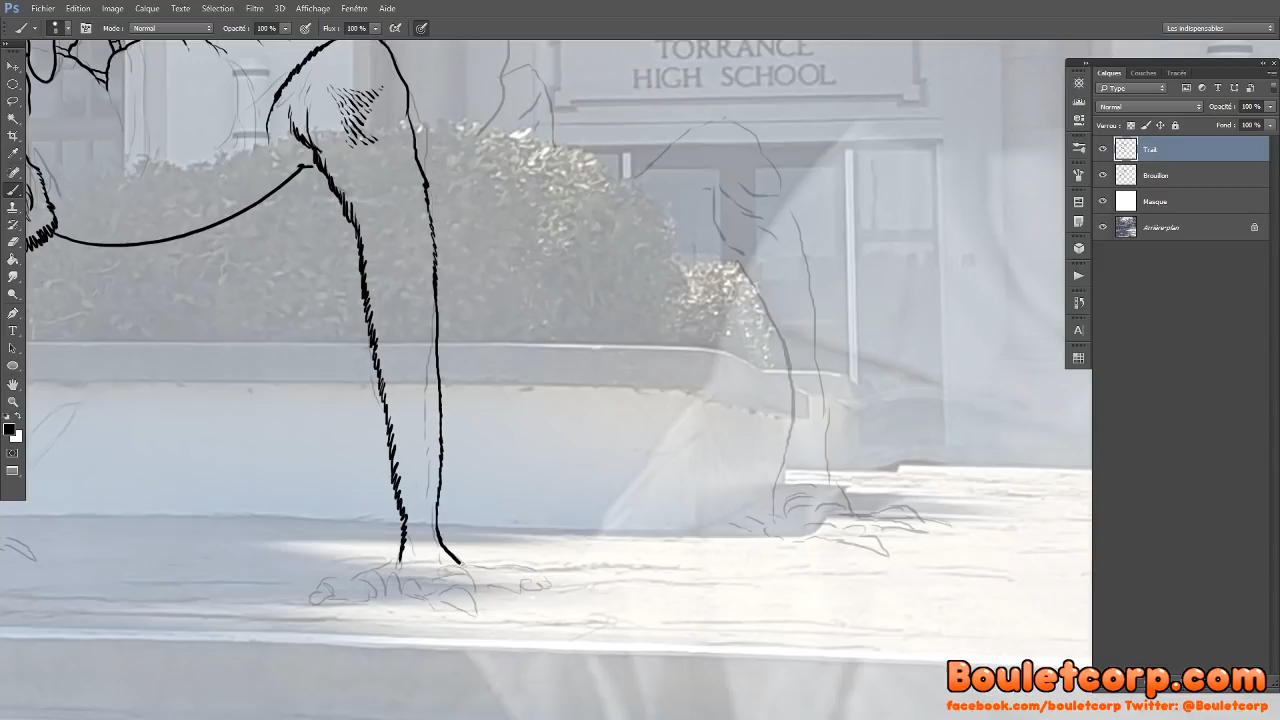 Ps Fichier Edition Image Calque Texte Sélection Filtre 3D Affichage Fenêtre Aide
Mode : Normal Opacité : 100 % Flux : 100 % Les indispensables
TORRANCE
HIGH SCHOOL
Calques Couches Tracés
Type
Normal Opacité : 100 %
Verrou : Fond : 100 %
Trait
Brouillon
Masque
Arrière-plan
Bouletcorp.com
facebook.com/bouletcorp Twitter: @Bouletcorp